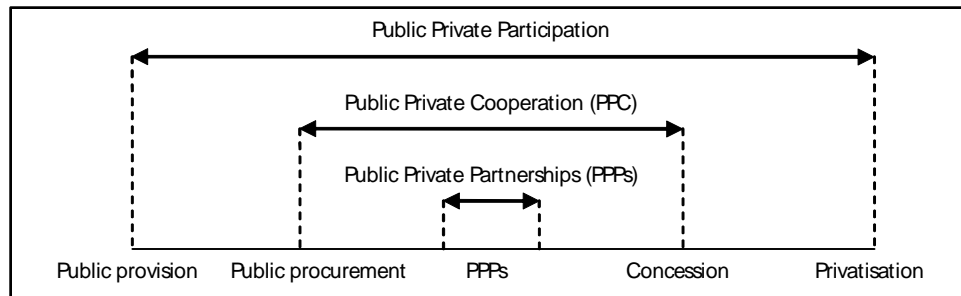 Public Private Participation
Public Private Cooperation (PPC)
Public Private Partnerships (PPPs)
Public provision Public procurement PPPs Concession Privatisation